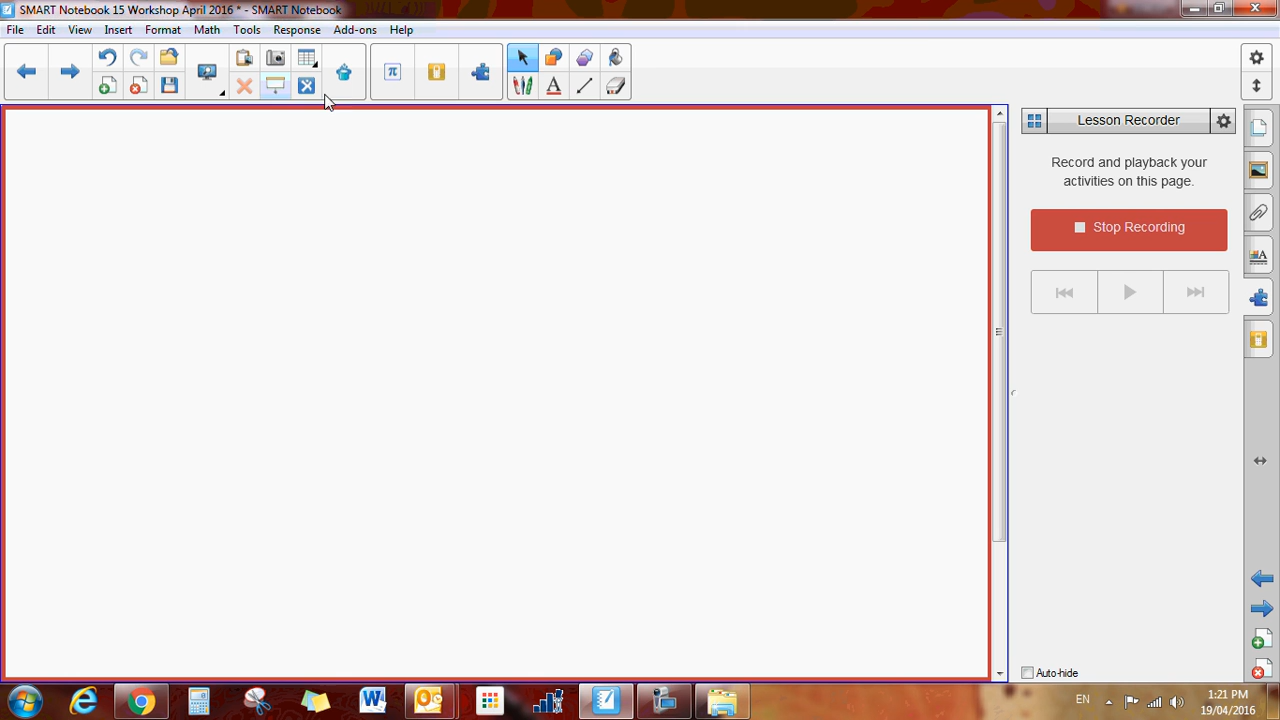 SMART Notebook 15 Workshop April 2016 * - SMART Notebook
File Edit View Insert Format Math Tools Response Add-ons Help
Lesson Recorder
Record and playback your
activities on this page.
Stop Recording
Auto-hide
EN
1:21 PM
19/04/2016